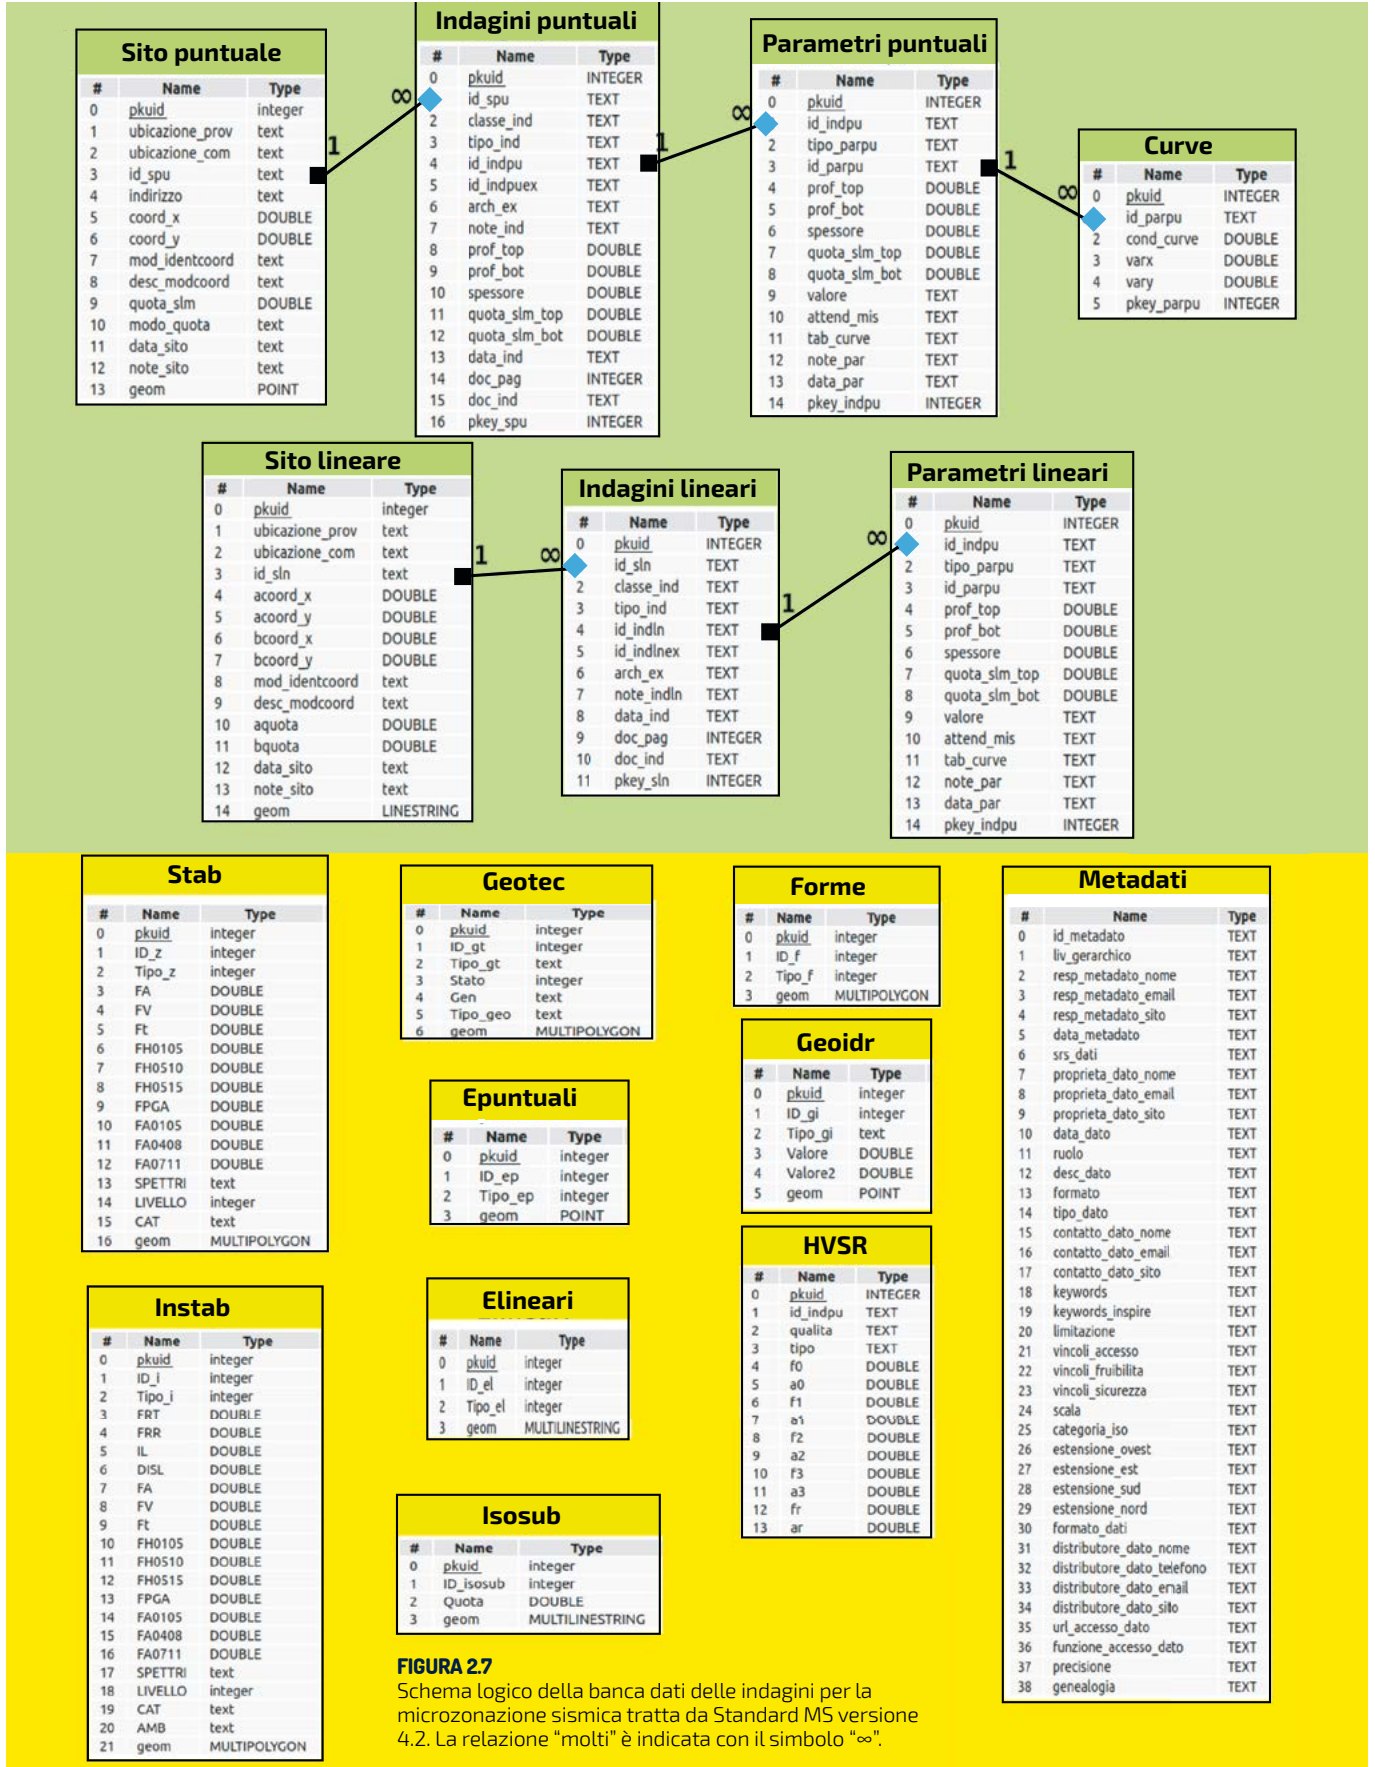 Sito puntuale
# Name Type
0 pkuid integer
1 ubicazione_prov text
2 ubicazione_com text
3 id_spu text
4 indirizzo text
5 coord_x DOUBLE
6 coord_y DOUBLE
7 mod_identcoord text
8 desc_modcoord text
9 quota_slm DOUBLE
10 modo_quota text
11 data_sito text
12 note_sito text
13 geom POINT
1
∞
Indagini puntuali
# Name Type
0 pkuid INTEGER
id_spu TEXT
2 classe_ind TEXT
3 tipo_ind TEXT
4 id_indpu TEXT
5 id_indpuex TEXT
6 arch_ex TEXT
7 note_ind TEXT
8 prof_top DOUBLE
9 prof_bot DOUBLE
10 spessore DOUBLE
11 quota_slm_top DOUBLE
12 quota_slm_bot DOUBLE
13 data_ind TEXT
14 doc_pag INTEGER
15 doc_ind TEXT
16 pkey_spu INTEGER
1
∞
Parametri puntuali
# Name Type
0 pkuid INTEGER
id_indpu TEXT
2 tipo_parpu TEXT
3 id_parpu TEXT
4 prof_top DOUBLE
5 prof_bot DOUBLE
6 spessore DOUBLE
7 quota_slm_top DOUBLE
8 quota_slm_bot DOUBLE
9 valore TEXT
10 attend_mis TEXT
11 tab_curve TEXT
12 note_par TEXT
13 data_par TEXT
14 pkey_indpu INTEGER
1
∞
Curve
# Name Type
0 pkuid INTEGER
id_parpu TEXT
2 cond_curve DOUBLE
3 varx DOUBLE
4 vary DOUBLE
5 pkey_parpu INTEGER
Sito lineare
# Name Type
0 pkuid integer
1 ubicazione_prov text
2 ubicazione_com text
3 id_sln text
4 acoord_x DOUBLE
5 acoord_y DOUBLE
6 bcoord_x DOUBLE
7 bcoord_y DOUBLE
8 mod_identcoord text
9 desc_modcoord text
10 aquota DOUBLE
11 bquota DOUBLE
12 data_sito text
13 note_sito text
14 geom LINESTRING
1
∞
Indagini lineari
# Name Type
0 pkuid INTEGER
id_sln TEXT
2 classe_ind TEXT
3 tipo_ind TEXT
4 id_indln TEXT
5 id_indlnex TEXT
6 arch_ex TEXT
7 note_indln TEXT
8 data_ind TEXT
9 doc_pag INTEGER
10 doc_ind TEXT
11 pkey_sln INTEGER
1
∞
Parametri lineari
# Name Type
0 pkuid INTEGER
id_indpu TEXT
2 tipo_parpu TEXT
3 id_parpu TEXT
4 prof_top DOUBLE
5 prof_bot DOUBLE
6 spessore DOUBLE
7 quota_slm_top DOUBLE
8 quota_slm_bot DOUBLE
9 valore TEXT
10 attend_mis TEXT
11 tab_curve TEXT
12 note_par TEXT
13 data_par TEXT
14 pkey_indpu INTEGER
Stab
# Name Type
0 pkuid integer
1 ID_z integer
2 Tipo_z integer
3 FA DOUBLE
4 FV DOUBLE
5 Ft DOUBLE
6 FH0105 DOUBLE
7 FH0510 DOUBLE
8 FH0515 DOUBLE
9 FPGA DOUBLE
10 FA0105 DOUBLE
11 FA0408 DOUBLE
12 FA0711 DOUBLE
13 SPETTRI text
14 LIVELLO integer
15 CAT text
16 geom MULTIPOLYGON
Instab
# Name Type
0 pkuid integer
1 ID_i integer
2 Tipo_i integer
3 FRT DOUBLE
4 FRR DOUBLE
5 IL DOUBLE
6 DISL DOUBLE
7 FA DOUBLE
8 FV DOUBLE
9 Ft DOUBLE
10 FH0105 DOUBLE
11 FH0510 DOUBLE
12 FH0515 DOUBLE
13 FPGA DOUBLE
14 FA0105 DOUBLE
15 FA0408 DOUBLE
16 FA0711 DOUBLE
17 SPETTRI text
18 LIVELLO integer
19 CAT text
20 AMB text
21 geom MULTIPOLYGON
Geotec
# Name Type
0 pkuid integer
1 ID_gt integer
2 Tipo_gt text
3 Stato integer
4 Gen text
5 Tipo_geo text
6 geom MULTIPOLYGON
Epuntuali
# Name Type
0 pkuid integer
1 ID_ep integer
2 Tipo_ep integer
3 geom POINT
Elineari
# Name Type
0 pkuid integer
1 ID_el integer
2 Tipo_el integer
3 geom MULTILINESTRING
Isosub
# Name Type
0 pkuid integer
1 ID_isosub integer
2 Quota DOUBLE
3 geom MULTILINESTRING
Forme
# Name Type
0 pkuid integer
1 ID_f integer
2 Tipo_f integer
3 geom MULTIPOLYGON
Geoidr
# Name Type
0 pkuid integer
1 ID_gi integer
2 Tipo_gi text
3 Valore DOUBLE
4 Valore2 DOUBLE
5 geom POINT
HVSR
# Name Type
0 pkuid INTEGER
1 id_indpu TEXT
2 qualita TEXT
3 tipo TEXT
4 f0 DOUBLE
5 a0 DOUBLE
6 f1 DOUBLE
7 a1 DOUBLE
8 f2 DOUBLE
9 a2 DOUBLE
10 f3 DOUBLE
11 a3 DOUBLE
12 fr DOUBLE
13 ar DOUBLE
Metadati
# Name Type
0 id_metadato TEXT
1 liv_gerarchico TEXT
2 resp_metadato_nome TEXT
3 resp_metadato_email TEXT
4 resp_metadato_sito TEXT
5 data_metadato TEXT
6 srs_dati TEXT
7 proprieta_dato_nome TEXT
8 proprieta_dato_email TEXT
9 proprieta_dato_sito TEXT
10 data_dato TEXT
11 ruolo TEXT
12 desc_dato TEXT
13 formato TEXT
14 tipo_dato TEXT
15 contatto_dato_nome TEXT
16 contatto_dato_email TEXT
17 contatto_dato_sito TEXT
18 keywords TEXT
19 keywords_inspire TEXT
20 limitazione TEXT
21 vincoli_accesso TEXT
22 vincoli_fruibilita TEXT
23 vincoli_sicurezza TEXT
24 scala TEXT
25 categoria_iso TEXT
26 estensione_ovest TEXT
27 estensione_est TEXT
28 estensione_sud TEXT
29 estensione_nord TEXT
30 formato_dati TEXT
31 distributore_dato_nome TEXT
32 distributore_dato_telefono TEXT
33 distributore_dato_email TEXT
34 distributore_dato_sito TEXT
35 url_accesso_dato TEXT
36 funzione_accesso_dato TEXT
37 precisione TEXT
38 genealogia TEXT
FIGURA 2.7
Schema logico della banca dati delle indagini per la
microzonazione sismica tratta da Standard MS versione
4.2. La relazione “molti” è indicata con il simbolo “∞”.